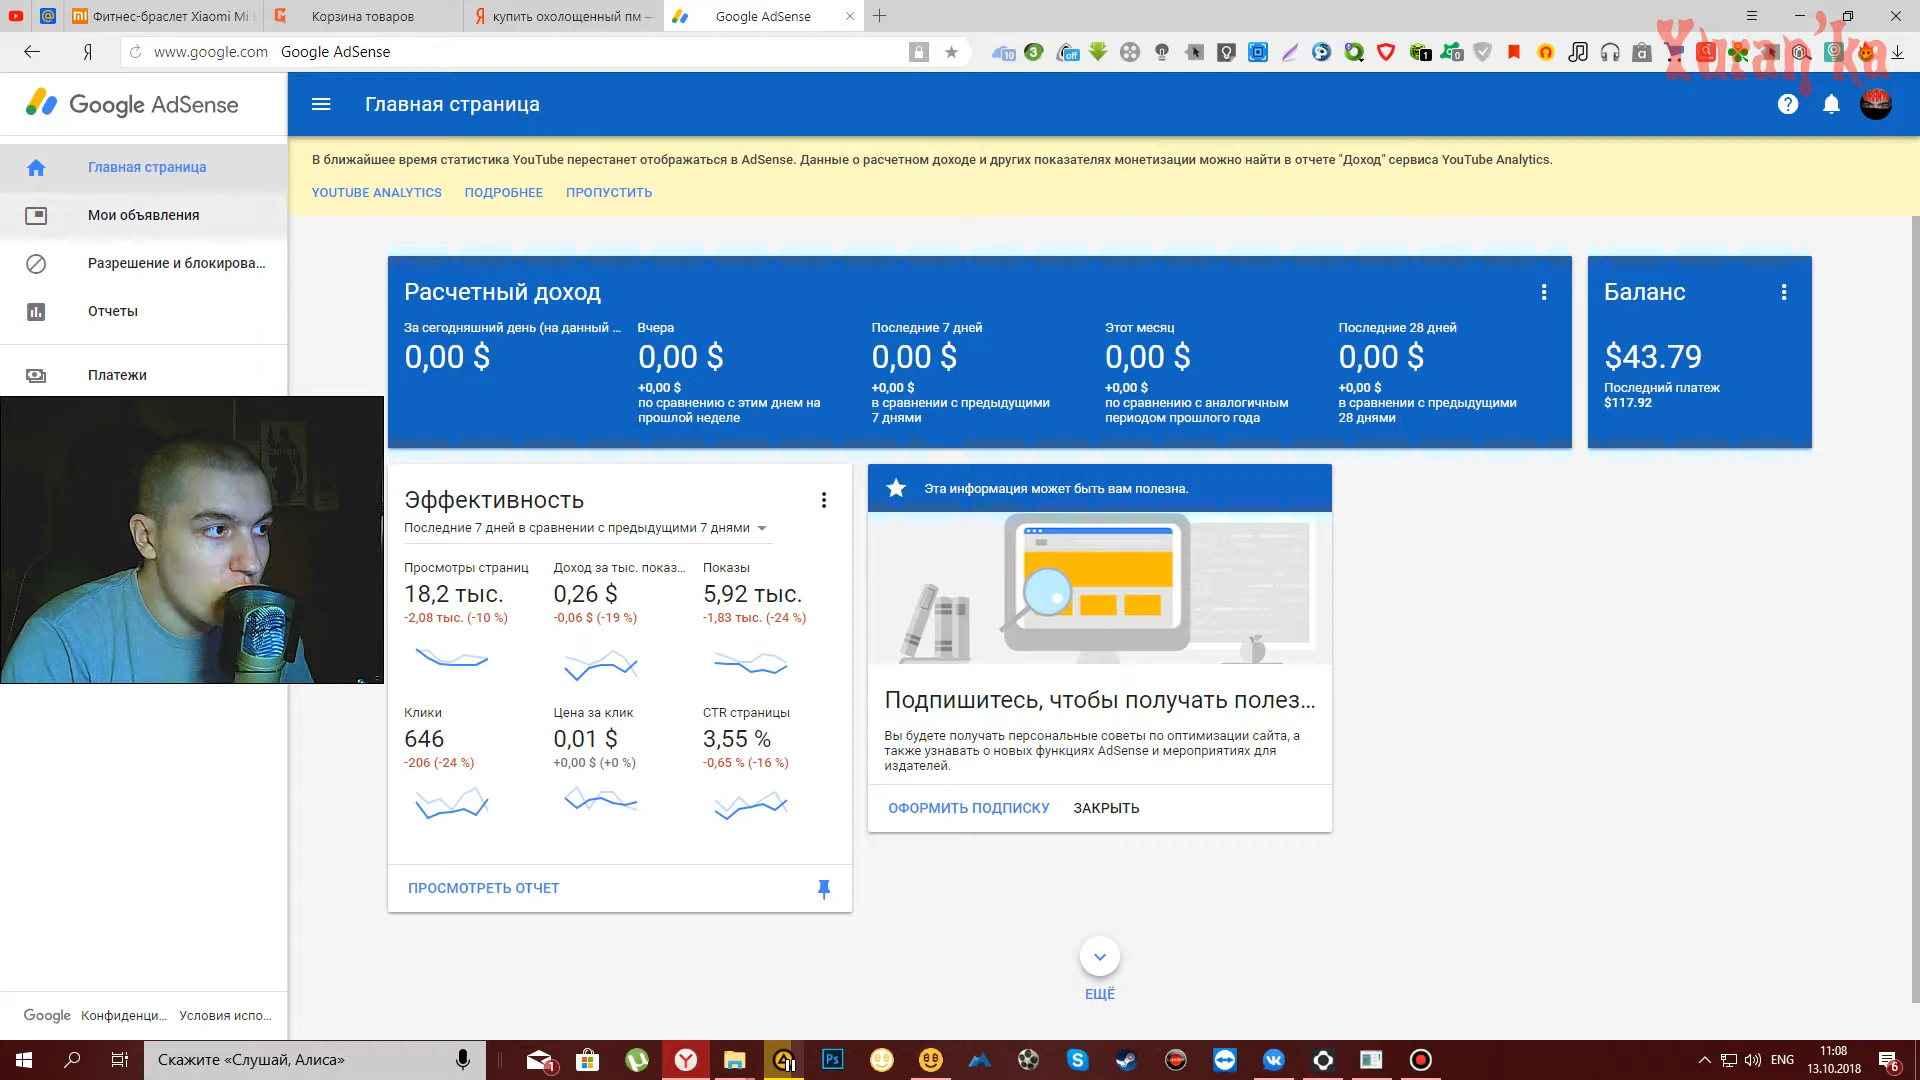 Фитнес-браслет Xiaomi Mi
Корзина товаров
купить охолощенный пм —
Google AdSense
Yuran'ka
www.google.com Google AdSense
Google AdSense
Главная страница
Главная страница
Мои объявления
Разрешение и блокирова...
Отчеты
Платежи
В ближайшее время статистика YouTube перестанет отображаться в AdSense. Данные о расчетном доходе и других показателях монетизации можно найти в отчете "Доход" сервиса YouTube Analytics.
YOUTUBE ANALYTICS ПОДРОБНЕЕ ПРОПУСТИТЬ
Расчетный доход
За сегодняшний день (на данный ...
0,00 $
Вчера
0,00 $
+0,00 $
по сравнению с этим днем на
прошлой неделе
Последние 7 дней
0,00 $
+0,00 $
в сравнении с предыдущими
7 днями
Этот месяц
0,00 $
+0,00 $
по сравнению с аналогичным
периодом прошлого года
Последние 28 дней
0,00 $
+0,00 $
в сравнении с предыдущими
28 днями
Баланс
$43.79
Последний платеж
$117.92
Эффективность
Последние 7 дней в сравнении с предыдущими 7 днями
Просмотры страниц
18,2 тыс.
-2,08 тыс. (-10 %)
Доход за тыс. показ...
0,26 $
-0,06 $ (-19 %)
Показы
5,92 тыс.
-1,83 тыс. (-24 %)
Клики
646
-206 (-24 %)
Цена за клик
0,01 $
+0,00 $ (+0 %)
CTR страницы
3,55 %
-0,65 % (-16 %)
ПРОСМОТРЕТЬ ОТЧЕТ
Эта информация может быть вам полезна.
Подпишитесь, чтобы получать полез...
Вы будете получать персональные советы по оптимизации сайта, а
также узнавать о новых функциях AdSense и мероприятиях для
издателей.
ОФОРМИТЬ ПОДПИСКУ ЗАКРЫТЬ
ЕЩЁ
Google Конфиденци... Условия испо...
Скажите «Слушай, Алиса»
ENG
11:08
13.10.2018
6